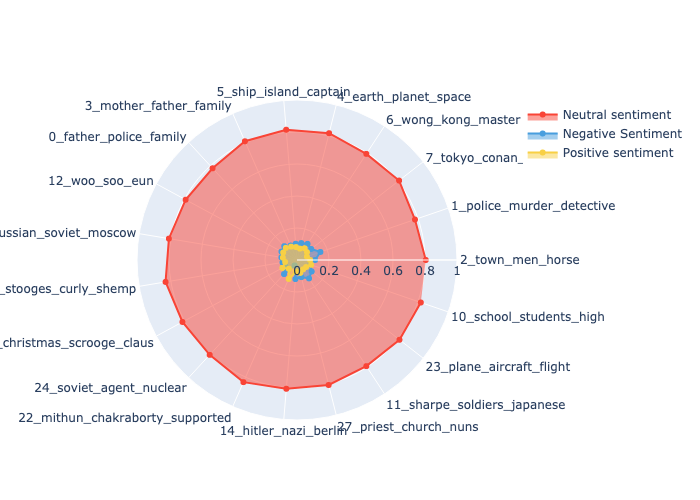 5_ship_island_captain
4_earth_planet_space
3_mother_father_family
6_wong_kong_master
Neutral sentiment
0_father_police_family
Negative Sentiment
7_tokyo_conan_
Positive sentiment
12_woo_soo_eun
1_police_murder_detective
ussian_soviet_moscow
2_town_men_horse
0 0.2 0.4 0.6 0.8 1
_stooges_curly_shemp
10_school_students_high
_christmas_scrooge_claus
23_plane_aircraft_flight
24_soviet_agent_nuclear
11_sharpe_soldiers_japanese
22_mithun_chakraborty_supported
27_priest_church_nuns
14_hitler_nazi_berlin